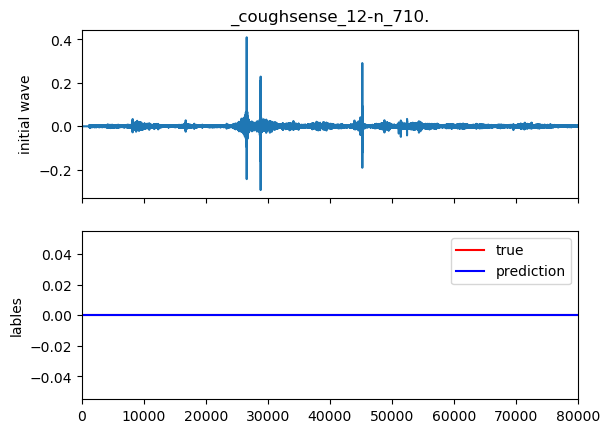 _coughsense_12-n_710.
0.4
0.2
0.0
−0.2
initial wave
true
prediction
0.04
0.02
0.00
−0.02
−0.04
lables
0 10000 20000 30000 40000 50000 60000 70000 80000